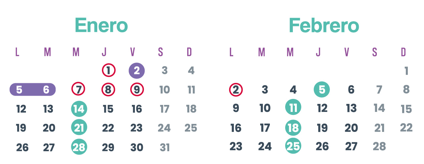 Enero
L M M J V S D
1 2 3 4
5 6 7 8 9 10 11
12 13 14 15 16 17 18
19 20 21 22 23 24 25
26 27 28 29 30 31
Febrero
L M M J V S D
1
2 3 4 5 6 7 8
9 10 11 12 13 14 15
16 17 18 19 20 21 22
23 24 25 26 27 28